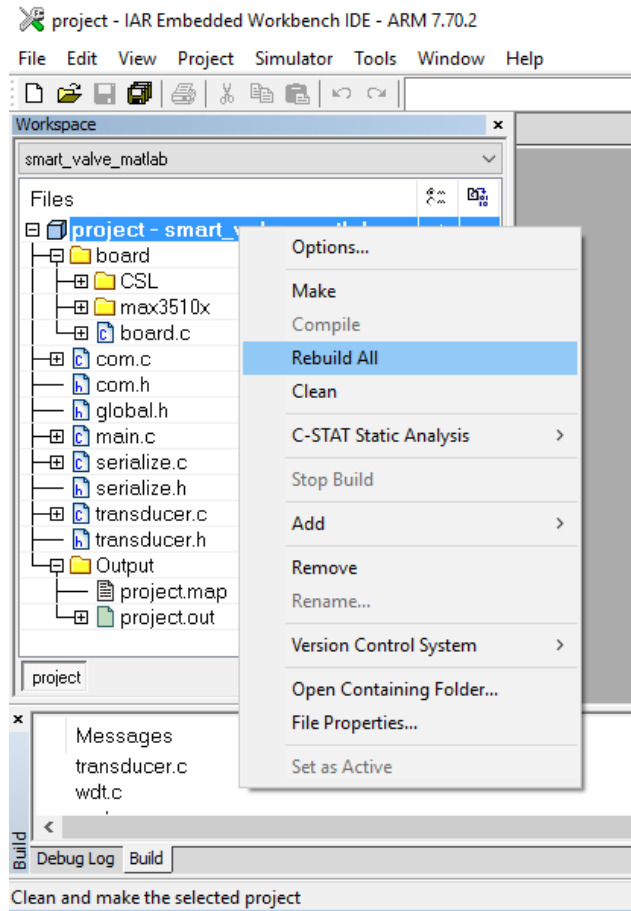 project - IAR Embedded Workbench IDE - ARM 7.70.2
File Edit View Project Simulator Tools Window Help
Workspace
smart_valve_matlab
Files
project - smart_v
board
CSL
max3510x
board.c
com.c
com.h
global.h
main.c
serialize.c
serialize.h
transducer.c
transducer.h
Output
project.map
project.out
project
Options...
Make
Compile
Rebuild All
Clean
C-STAT Static Analysis
Stop Build
Add
Remove
Rename...
Version Control System
Open Containing Folder...
File Properties...
Set as Active
Messages
transducer.c
wdt.c
Build
Debug Log Build
Clean and make the selected project